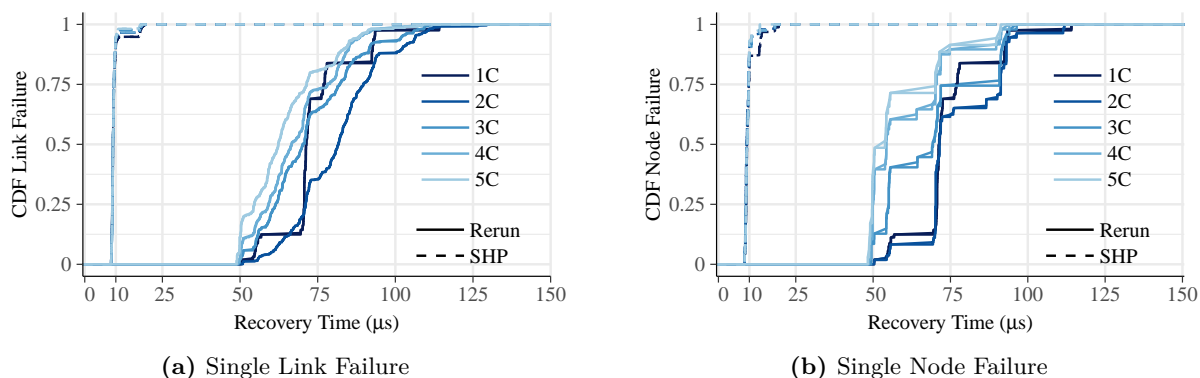 CDF Link Failure
1
0.75
0.5
0.25
0
1C
2C
3C
4C
5C
Rerun
SHP
0 10 25 50 75 100 125 150
Recovery Time (μs)
(a) Single Link Failure
CDF Node Failure
1
0.75
0.5
0.25
0
1C
2C
3C
4C
5C
Rerun
SHP
0 10 25 50 75 100 125 150
Recovery Time (μs)
(b) Single Node Failure